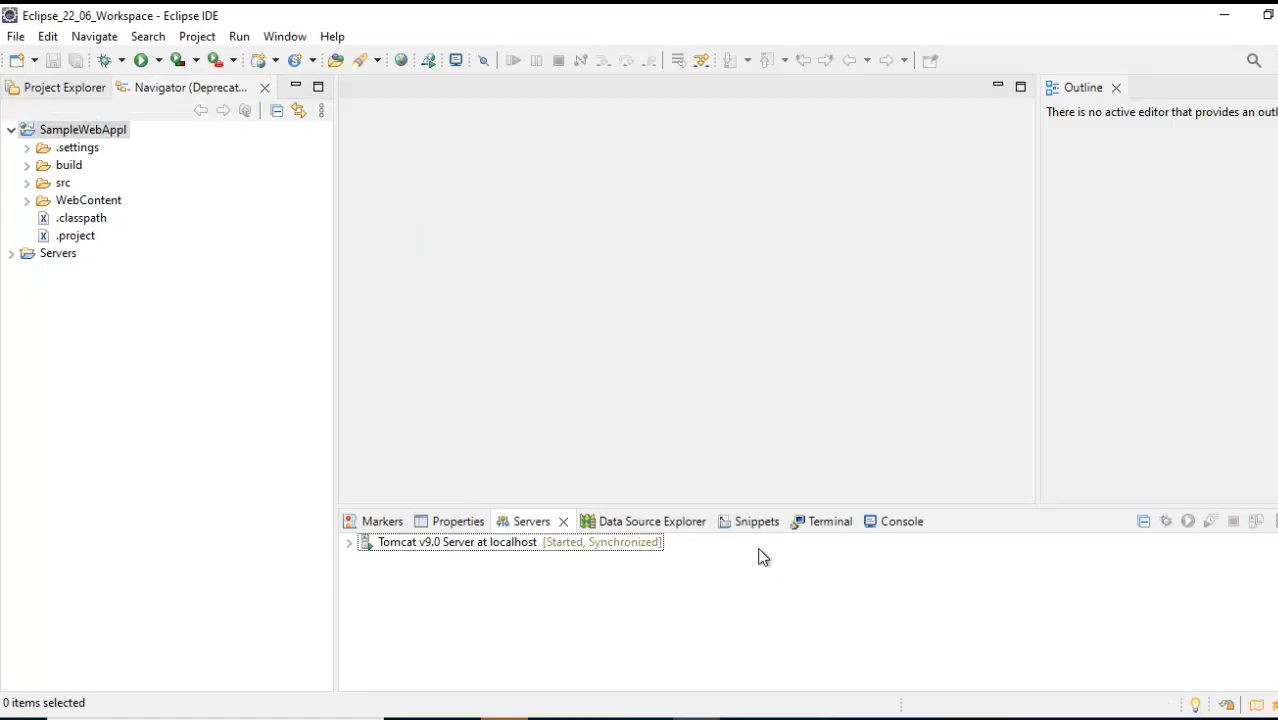 Eclipse_22_06_Workspace - Eclipse IDE
File Edit Navigate Search Project Run Window Help
Project Explorer Navigator (Deprecat... Outline
There is no active editor that provides an outl
SampleWebAppl
.settings
build
src
WebContent
.classpath
.project
Servers
Markers Properties Servers Data Source Explorer Snippets Terminal Console
Tomcat v9.0 Server at localhost [Started, Synchronized]
0 items selected